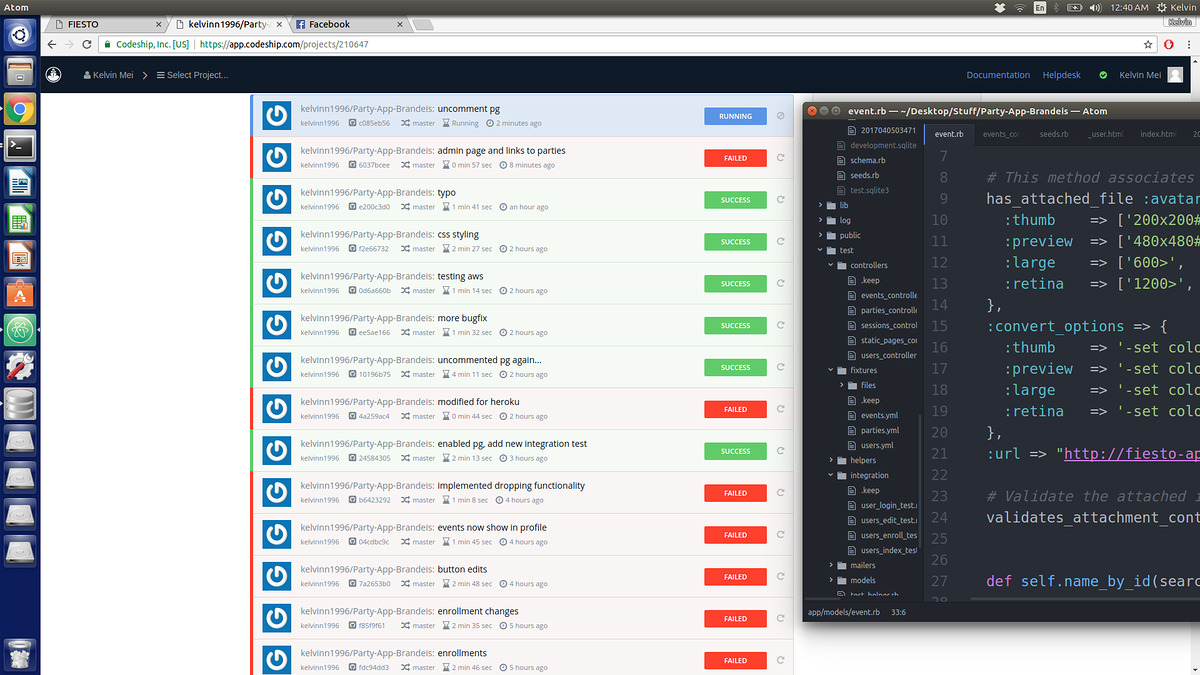 Atom
En
12:40 AM
Kelvin
FIESTO
kelvinn1996/Party-
Facebook
Kelvin
Codeship, Inc. [US]
https://app.codeship.com/projects/210647
Kelvin Mei
Select Project...
Documentation
Helpdesk
Kelvin Mei
kelvinn1996/Party-App-Brandeis: uncomment pg
kelvinn1996 c085eb56 master Running 2 minutes ago
RUNNING
kelvinn1996/Party-App-Brandeis: admin page and links to parties
kelvinn1996 6037bcee master 0 min 57 sec 8 minutes ago
FAILED
kelvinn1996/Party-App-Brandeis: typo
kelvinn1996 e200c3d0 master 1 min 41 sec an hour ago
SUCCESS
kelvinn1996/Party-App-Brandeis: css styling
kelvinn1996 f2e66732 master 2 min 27 sec 2 hours ago
SUCCESS
kelvinn1996/Party-App-Brandeis: testing aws
kelvinn1996 0d6a660b master 1 min 14 sec 2 hours ago
SUCCESS
kelvinn1996/Party-App-Brandeis: more bugfix
kelvinn1996 ee5ae166 master 1 min 32 sec 2 hours ago
SUCCESS
kelvinn1996/Party-App-Brandeis: uncommented pg again...
kelvinn1996 10196b75 master 4 min 11 sec 2 hours ago
SUCCESS
kelvinn1996/Party-App-Brandeis: modified for heroku
kelvinn1996 4a259ac4 master 0 min 44 sec 2 hours ago
FAILED
kelvinn1996/Party-App-Brandeis: enabled pg, add new integration test
kelvinn1996 24584305 master 2 min 13 sec 3 hours ago
SUCCESS
kelvinn1996/Party-App-Brandeis: implemented dropping functionality
kelvinn1996 b6423292 master 1 min 8 sec 4 hours ago
FAILED
kelvinn1996/Party-App-Brandeis: events now show in profile
kelvinn1996 04cdbc9c master 1 min 45 sec 4 hours ago
FAILED
kelvinn1996/Party-App-Brandeis: button edits
kelvinn1996 7a2653b0 master 2 min 48 sec 4 hours ago
FAILED
kelvinn1996/Party-App-Brandeis: enrollment changes
kelvinn1996 f85f9f61 master 2 min 35 sec 5 hours ago
FAILED
kelvinn1996/Party-App-Brandeis: enrollments
kelvinn1996 fdc94dd3 master 2 min 46 sec 5 hours ago
FAILED
event.rb — ~/Desktop/Stuff/Party-App-Brandeis — Atom
event.rb
events_co
seeds.rb
_user.html
index.html
20
2017040503471
development.sqlite
schema.rb
seeds.rb
test.sqlite3
lib
log
public
test
controllers
.keep
events_controlle
parties_controlle
sessions_control
static_pages_co
users_controller
fixtures
files
.keep
events.yml
parties.yml
users.yml
helpers
integration
.keep
user_login_test.
users_edit_test.
users_enroll_tes
users_index_test
mailers
models
test_helper.rb
7
8 # This method associates
9 has_attached_file :avatar
10 :thumb => ['200x200#
11 :preview => ['480x480#
12 :large => ['600>',
13 :retina => ['1200>',
14 },
15 :convert_options => {
16 :thumb => '-set colo
17 :preview => '-set colo
18 :large => '-set colo
19 :retina => '-set colo
20 },
21 :url => "http://fiesto-ap
22
23 # Validate the attached i
24 validates_attachment_cont
25
26
27 def self.name_by_id(searc
28
app/models/event.rb 33:6